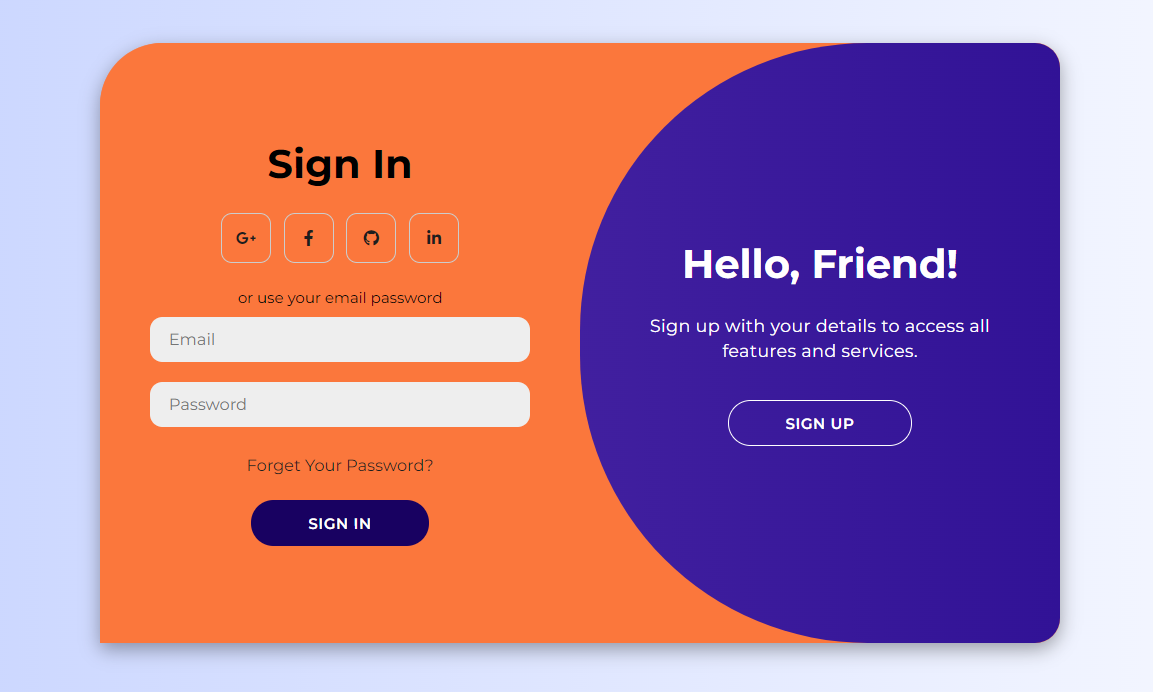 Sign In
G+ f in
or use your email password
Email
Password
Forget Your Password?
SIGN IN
Hello, Friend!
Sign up with your details to access all
features and services.
SIGN UP